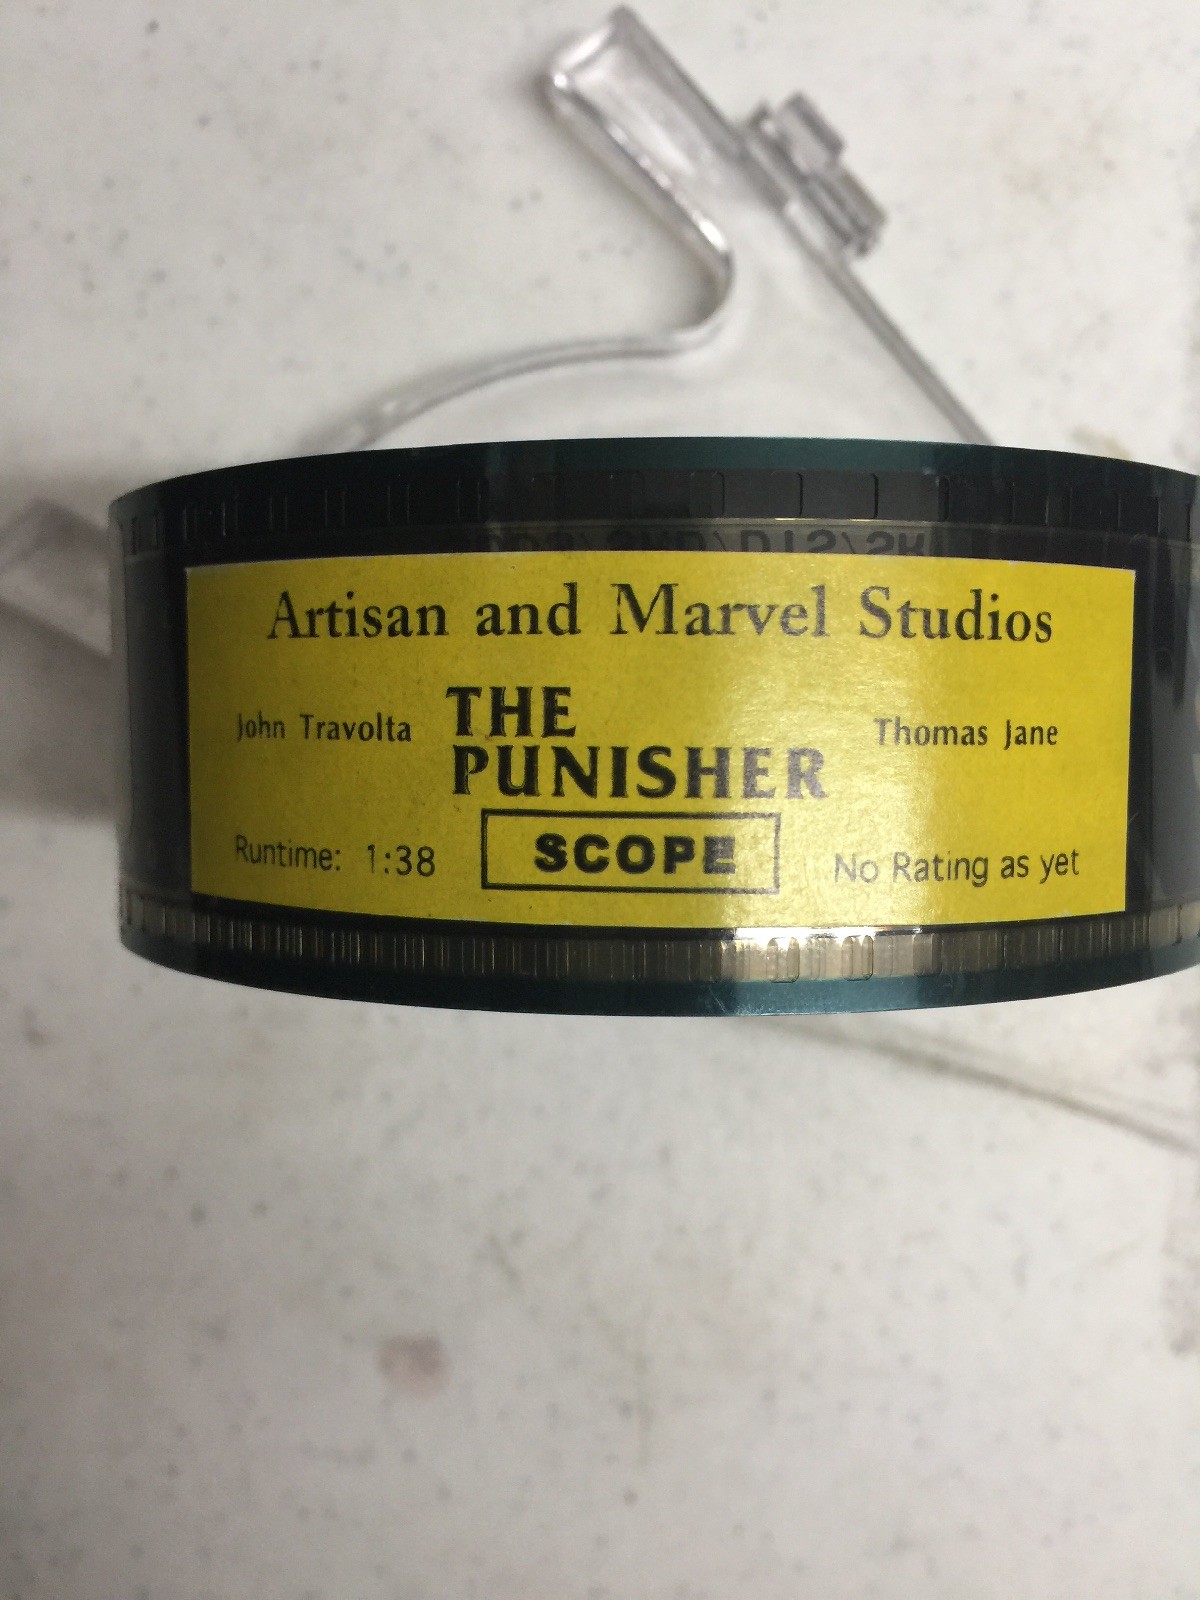 Artisan and Marvel Studios
John Travolta THE PUNISHER Thomas Jane
Runtime: 1:38 SCOPE No Rating as yet